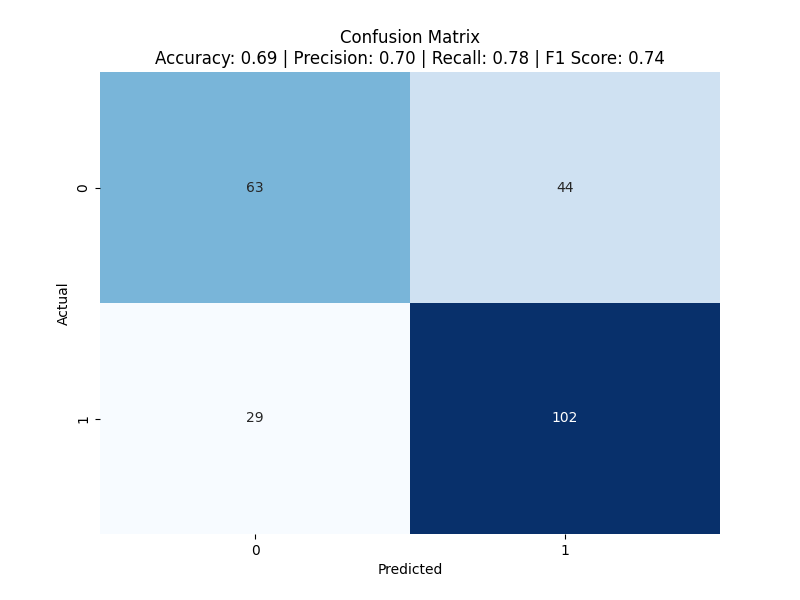 Confusion Matrix
Accuracy: 0.69 | Precision: 0.70 | Recall: 0.78 | F1 Score: 0.74
0
63
44
Actual
1
29
102
0
1
Predicted